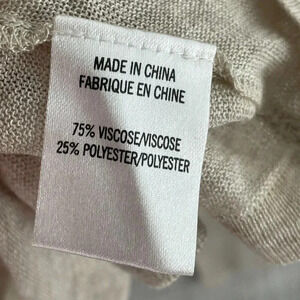 MADE IN CHINA
FABRIQUE EN CHINE
75% VISCOSE/VISCOSE
25% POLYESTER/POLYESTER